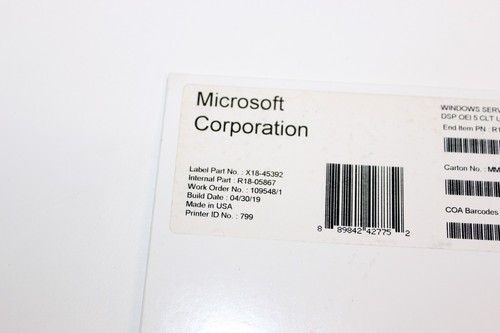 Microsoft
Corporation
WINDOWS SERV
DSP OEI 5 CLT U
End Item PN : R1
Label Part No. : X18-45392
Internal Part : R18-05867
Work Order No. : 109548/1
Build Date : 04/30/19
Made in USA
Printer ID No. : 799
Carton No. : MM
COA Barcodes
8 89842 42775 2